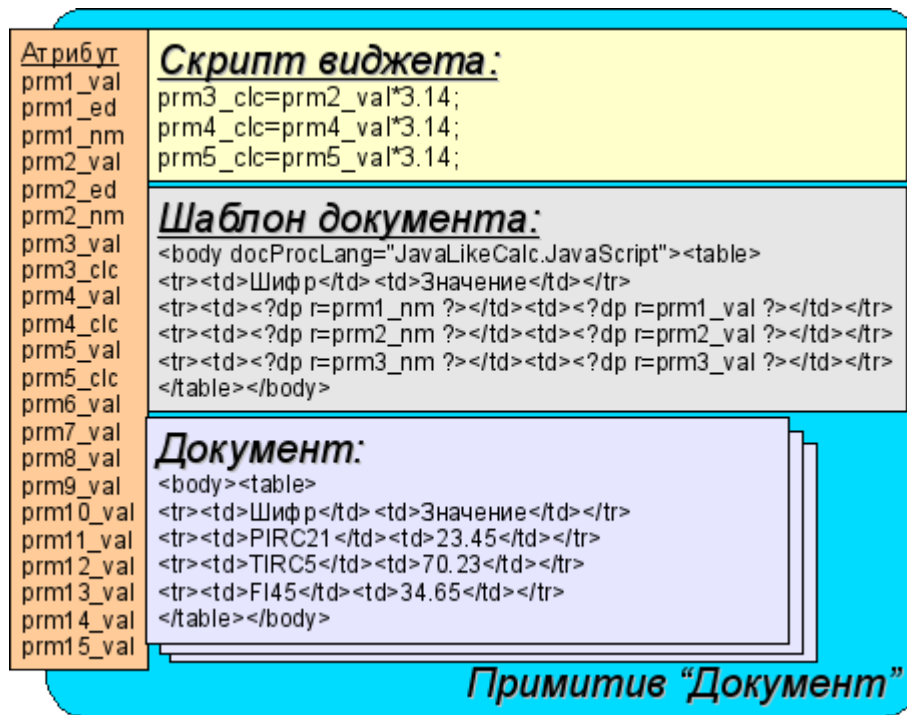 Атрибут
prm1_val
prm1_ed
prm1_nm
prm2_val
prm2_ed
prm2_nm
prm3_val
prm3_clc
prm4_val
prm4_clc
prm5_val
prm5_clc
prm6_val
prm7_val
prm8_val
prm9_val
prm10_val
prm11_val
prm12_val
prm13_val
prm14_val
prm15_val
Скрипт виджета:
prm3_clc=prm2_val*3.14;
prm4_clc=prm4_val*3.14;
prm5_clc=prm5_val*3.14;
Шаблон документа:
<body docProcLang="JavaLikeCalc.JavaScript"><table>
<tr><td>Шифр</td><td>Значение</td></tr>
<tr><td><?dp r=prm1_nm ?></td><td><?dp r=prm1_val ?></td></tr>
<tr><td><?dp r=prm2_nm ?></td><td><?dp r=prm2_val ?></td></tr>
<tr><td><?dp r=prm3_nm ?></td><td><?dp r=prm3_val ?></td></tr>
</table></body>
Документ:
<body><table>
<tr><td>Шифр</td><td>Значение</td></tr>
<tr><td>PIRC21</td><td>23.45</td></tr>
<tr><td>TIRC5</td><td>70.23</td></tr>
<tr><td>FI45</td><td>34.65</td></tr>
</table></body>
Примитив “Документ”